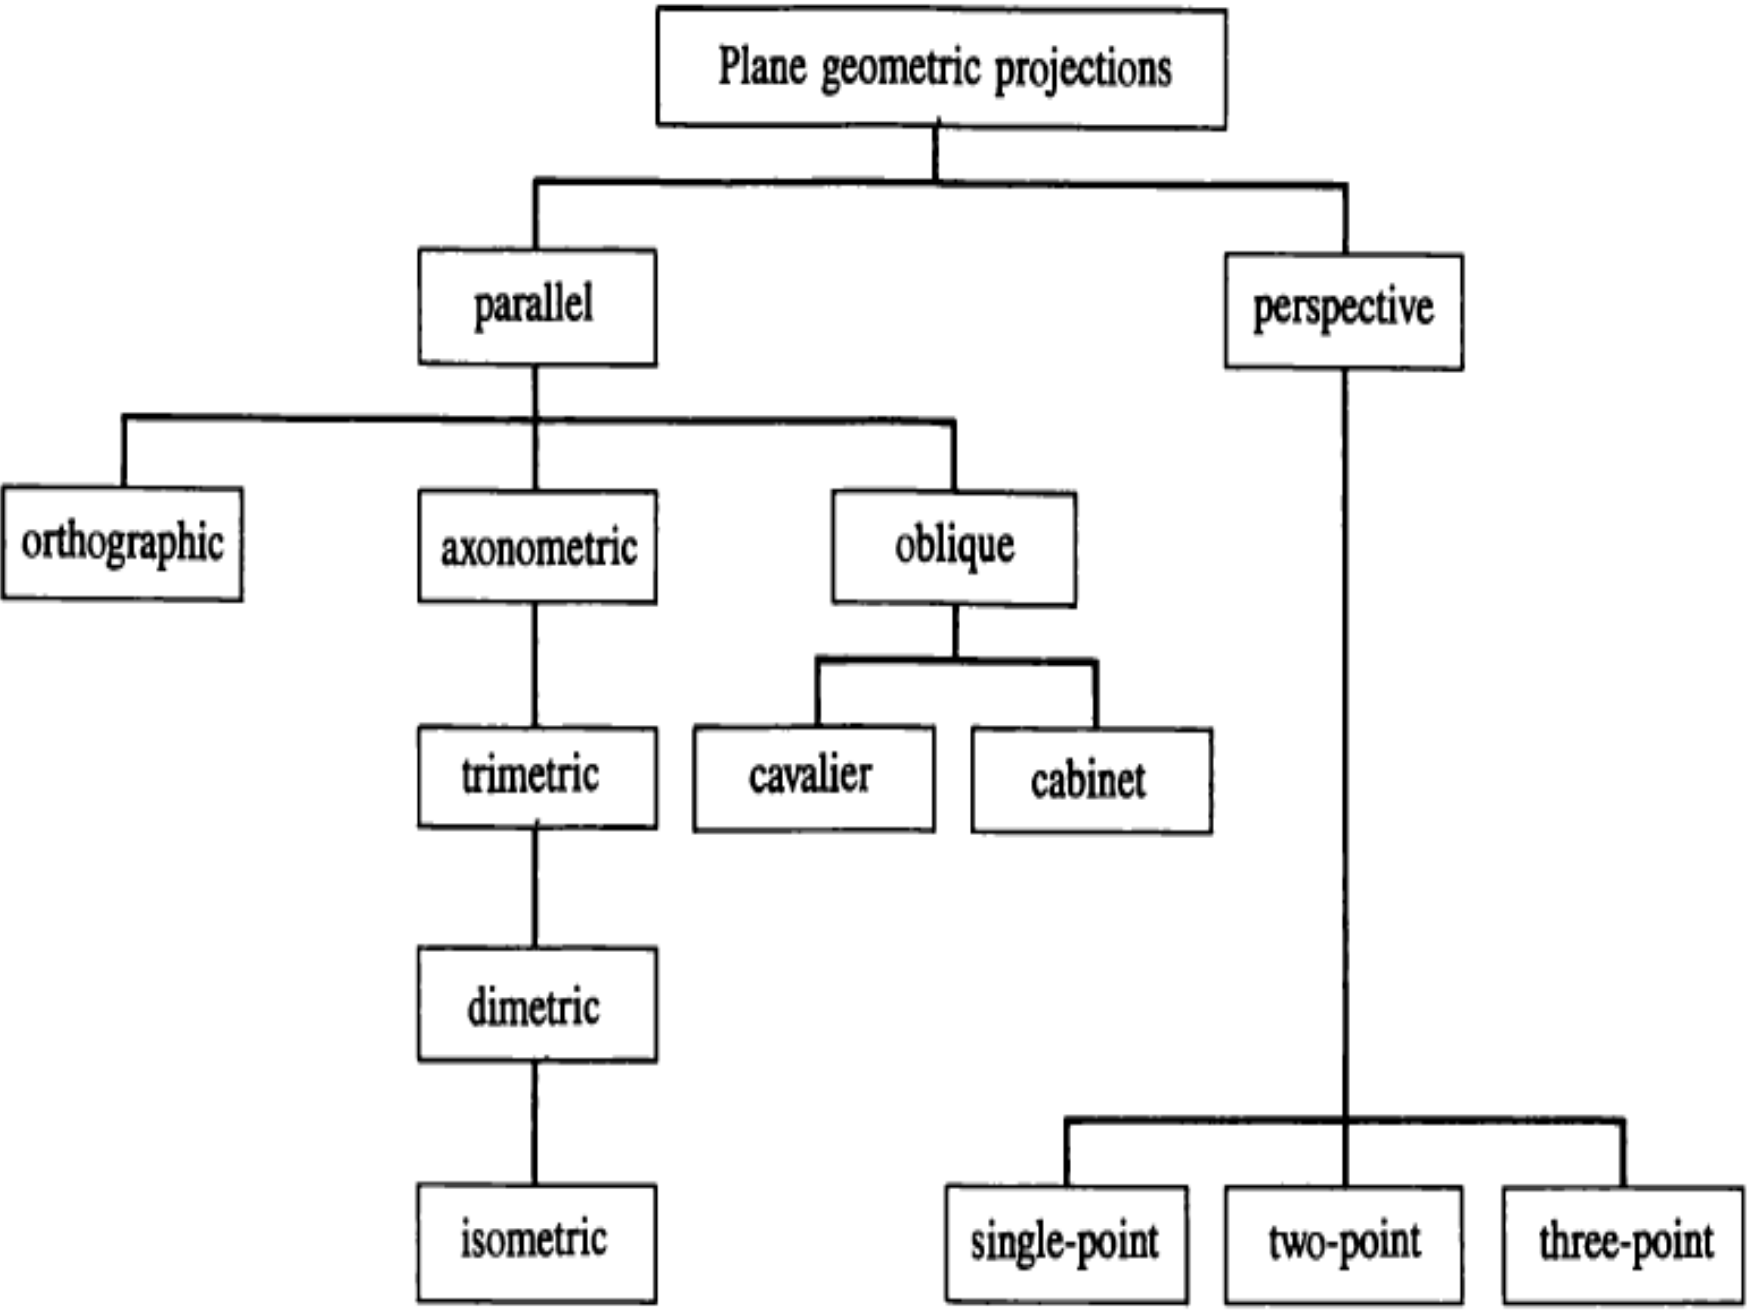 Plane geometric projections
parallel
perspective
orthographic
axonometric
oblique
trimetric
cavalier
cabinet
dimetric
isometric
single-point
two-point
three-point